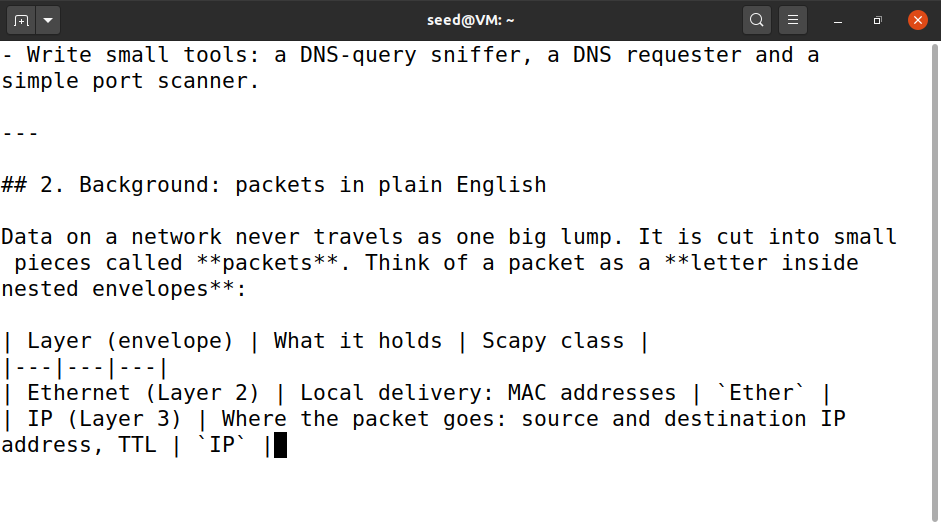 seed@VM: ~
- Write small tools: a DNS-query sniffer, a DNS requester and a
simple port scanner.
---
## 2. Background: packets in plain English
Data on a network never travels as one big lump. It is cut into small
 pieces called **packets**. Think of a packet as a **letter inside
nested envelopes**:
| Layer (envelope) | What it holds | Scapy class |
|---|---|---|
| Ethernet (Layer 2) | Local delivery: MAC addresses | `Ether` |
| IP (Layer 3) | Where the packet goes: source and destination IP
address, TTL | `IP` |